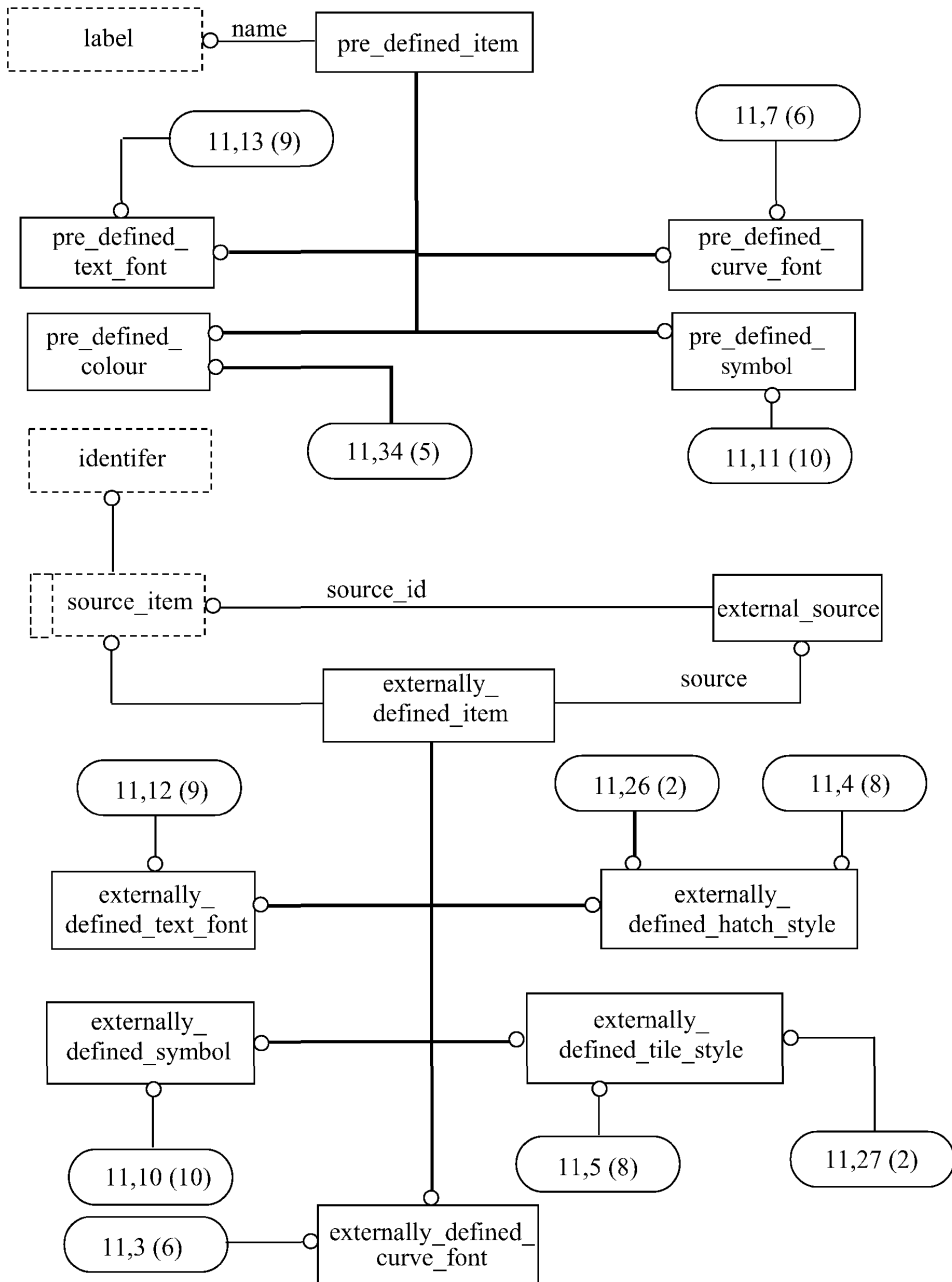 label
name
pre_defined_item
11,13 (9)
11,7 (6)
pre_defined_
text_font
pre_defined_
curve_font
pre_defined_
colour
pre_defined_
symbol
11,34 (5)
11,11 (10)
identifer
source_item
source_id
external_source
externally_
defined_item
source
11,12 (9)
11,26 (2)
11,4 (8)
externally_
defined_text_font
externally_
defined_hatch_style
externally_
defined_symbol
externally_
defined_tile_style
11,10 (10)
11,5 (8)
11,27 (2)
11,3 (6)
externally_defined_
curve_font